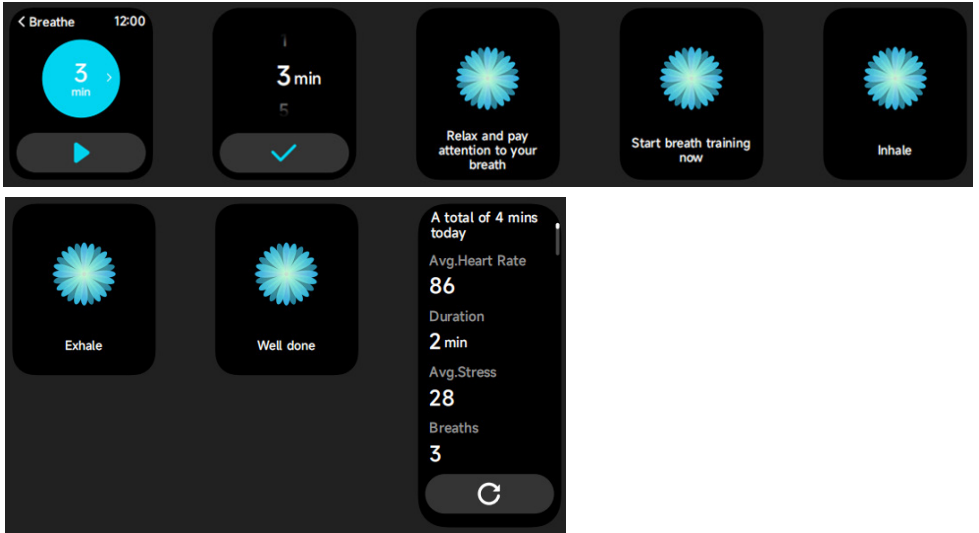 < Breathe 12:00
3
min
1
3 min
5
Relax and pay
attention to your
breath
Start breath training
now
Inhale
Exhale
Well done
A total of 4 mins
today
Avg.Heart Rate
86
Duration
2 min
Avg.Stress
28
Breaths
3